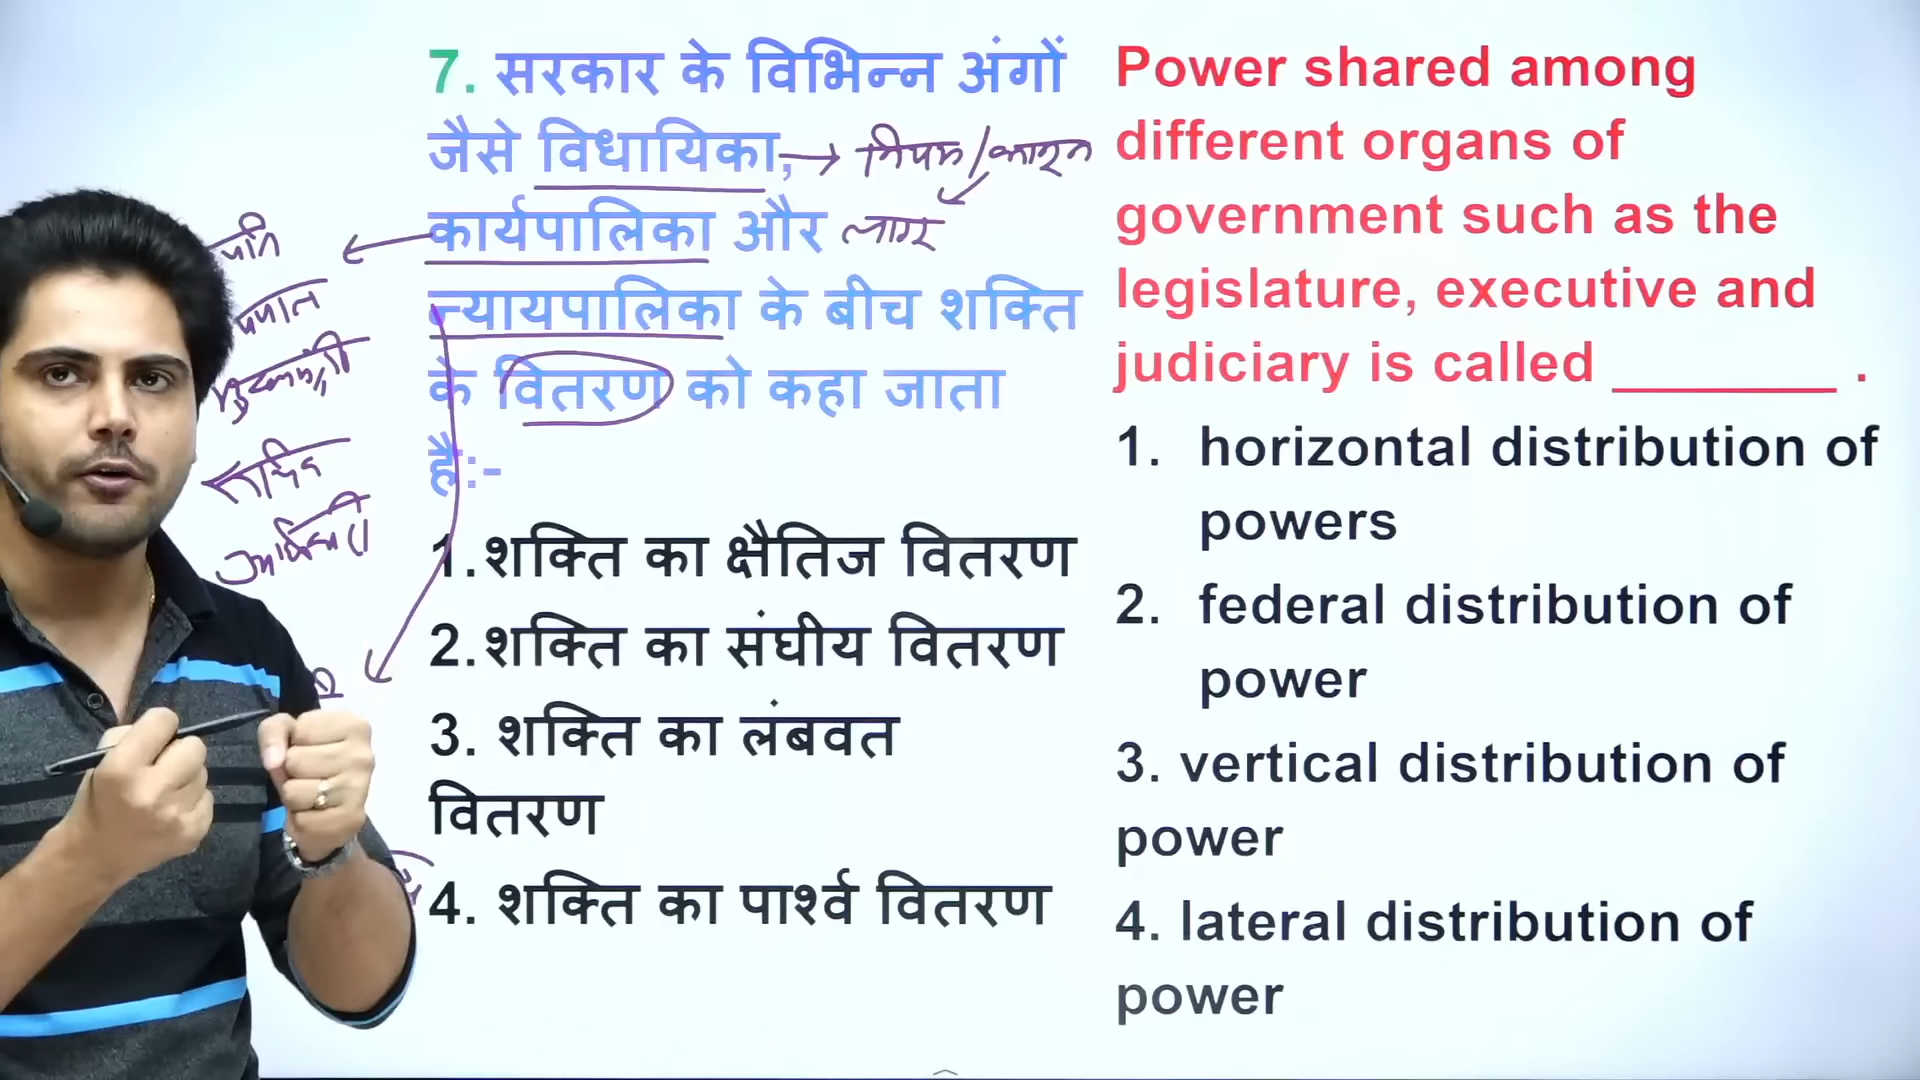 7. सरकार के विभिन्न अंगों
जैसे विधायिका, → नियम/कानून
कार्यपालिका और लागू
न्यायपालिका के बीच शक्ति
के वितरण को कहा जाता
है:-
1.शक्ति का क्षैतिज वितरण
2.शक्ति का संघीय वितरण
3. शक्ति का लंबवत
वितरण
4. शक्ति का पार्श्व वितरण
Power shared among
different organs of
government such as the
legislature, executive and
judiciary is called _______ .
1. horizontal distribution of
powers
2. federal distribution of
power
3. vertical distribution of
power
4. lateral distribution of
power